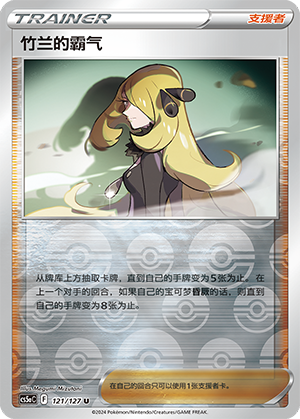 TRAINER
支援者
竹兰的霸气
从牌库上方抽取卡牌，直到自己的手牌变为5张为止。在
上一个对手的回合，如果自己的宝可梦昏厥的话，则直到
自己的手牌变为8张为止。
Illus. Megumi Mizutani
在自己的回合只可以使用1张支援者卡。
cs5aC F 121/127 U
©2024 Pokémon/Nintendo/Creatures/GAME FREAK.